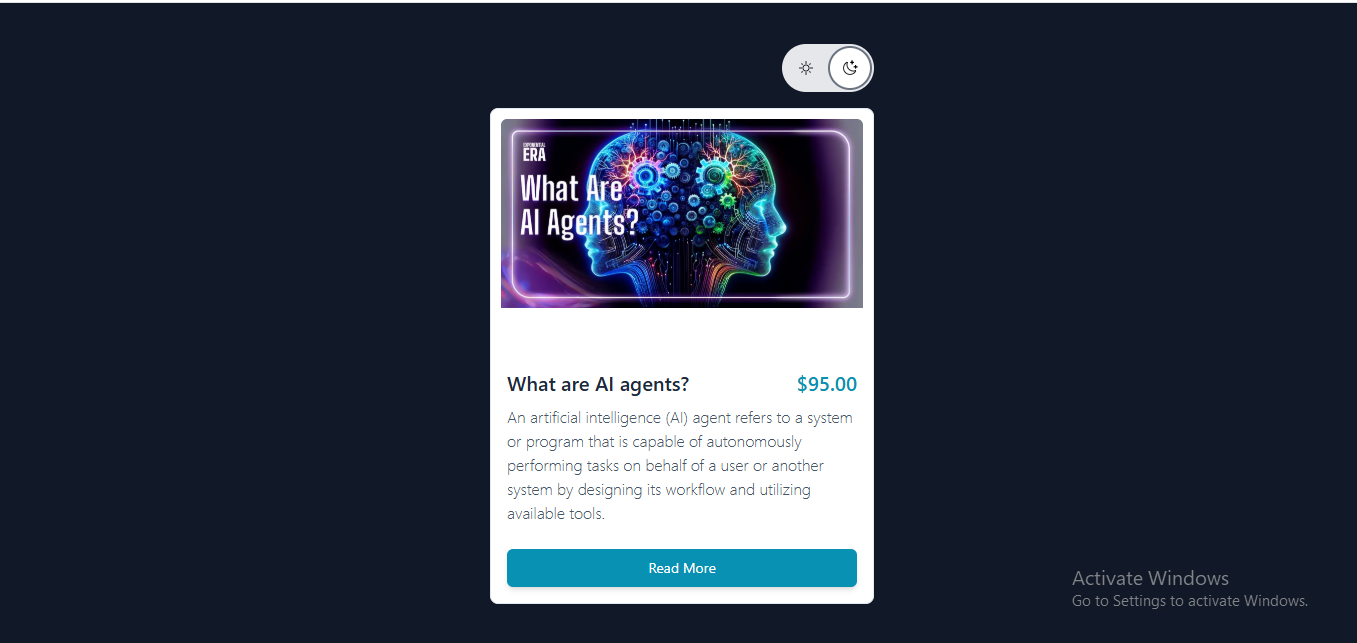 EXPONENTIAL
ERA
What Are
AI Agents?
What are AI agents? $95.00
An artificial intelligence (AI) agent refers to a system
or program that is capable of autonomously
performing tasks on behalf of a user or another
system by designing its workflow and utilizing
available tools.
Read More
Activate Windows
Go to Settings to activate Windows.